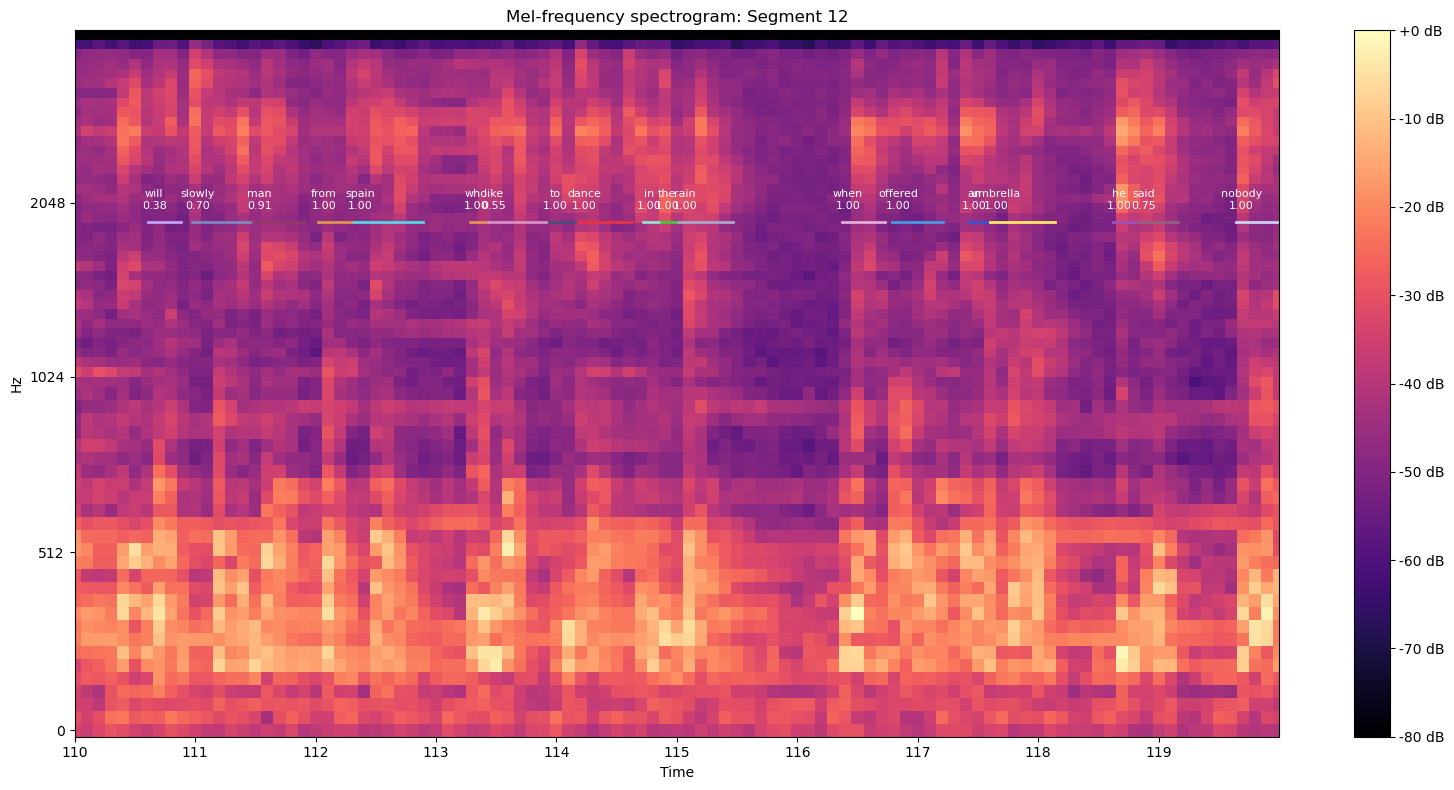 Mel-frequency spectrogram: Segment 12
+0 dB
-10 dB
-20 dB
-30 dB
-40 dB
-50 dB
-60 dB
-70 dB
-80 dB
Hz
2048
1024
512
0
will slowly man from spain who like to dance in the rain when offered an umbrella he said nobody
0.38 0.70 0.91 1.00 1.00 1.00 0.55 1.00 1.00 1.00 1.00 1.00 1.00 1.00 1.00 1.00 1.00 0.75 1.00
110 111 112 113 114 115 116 117 118 119
Time